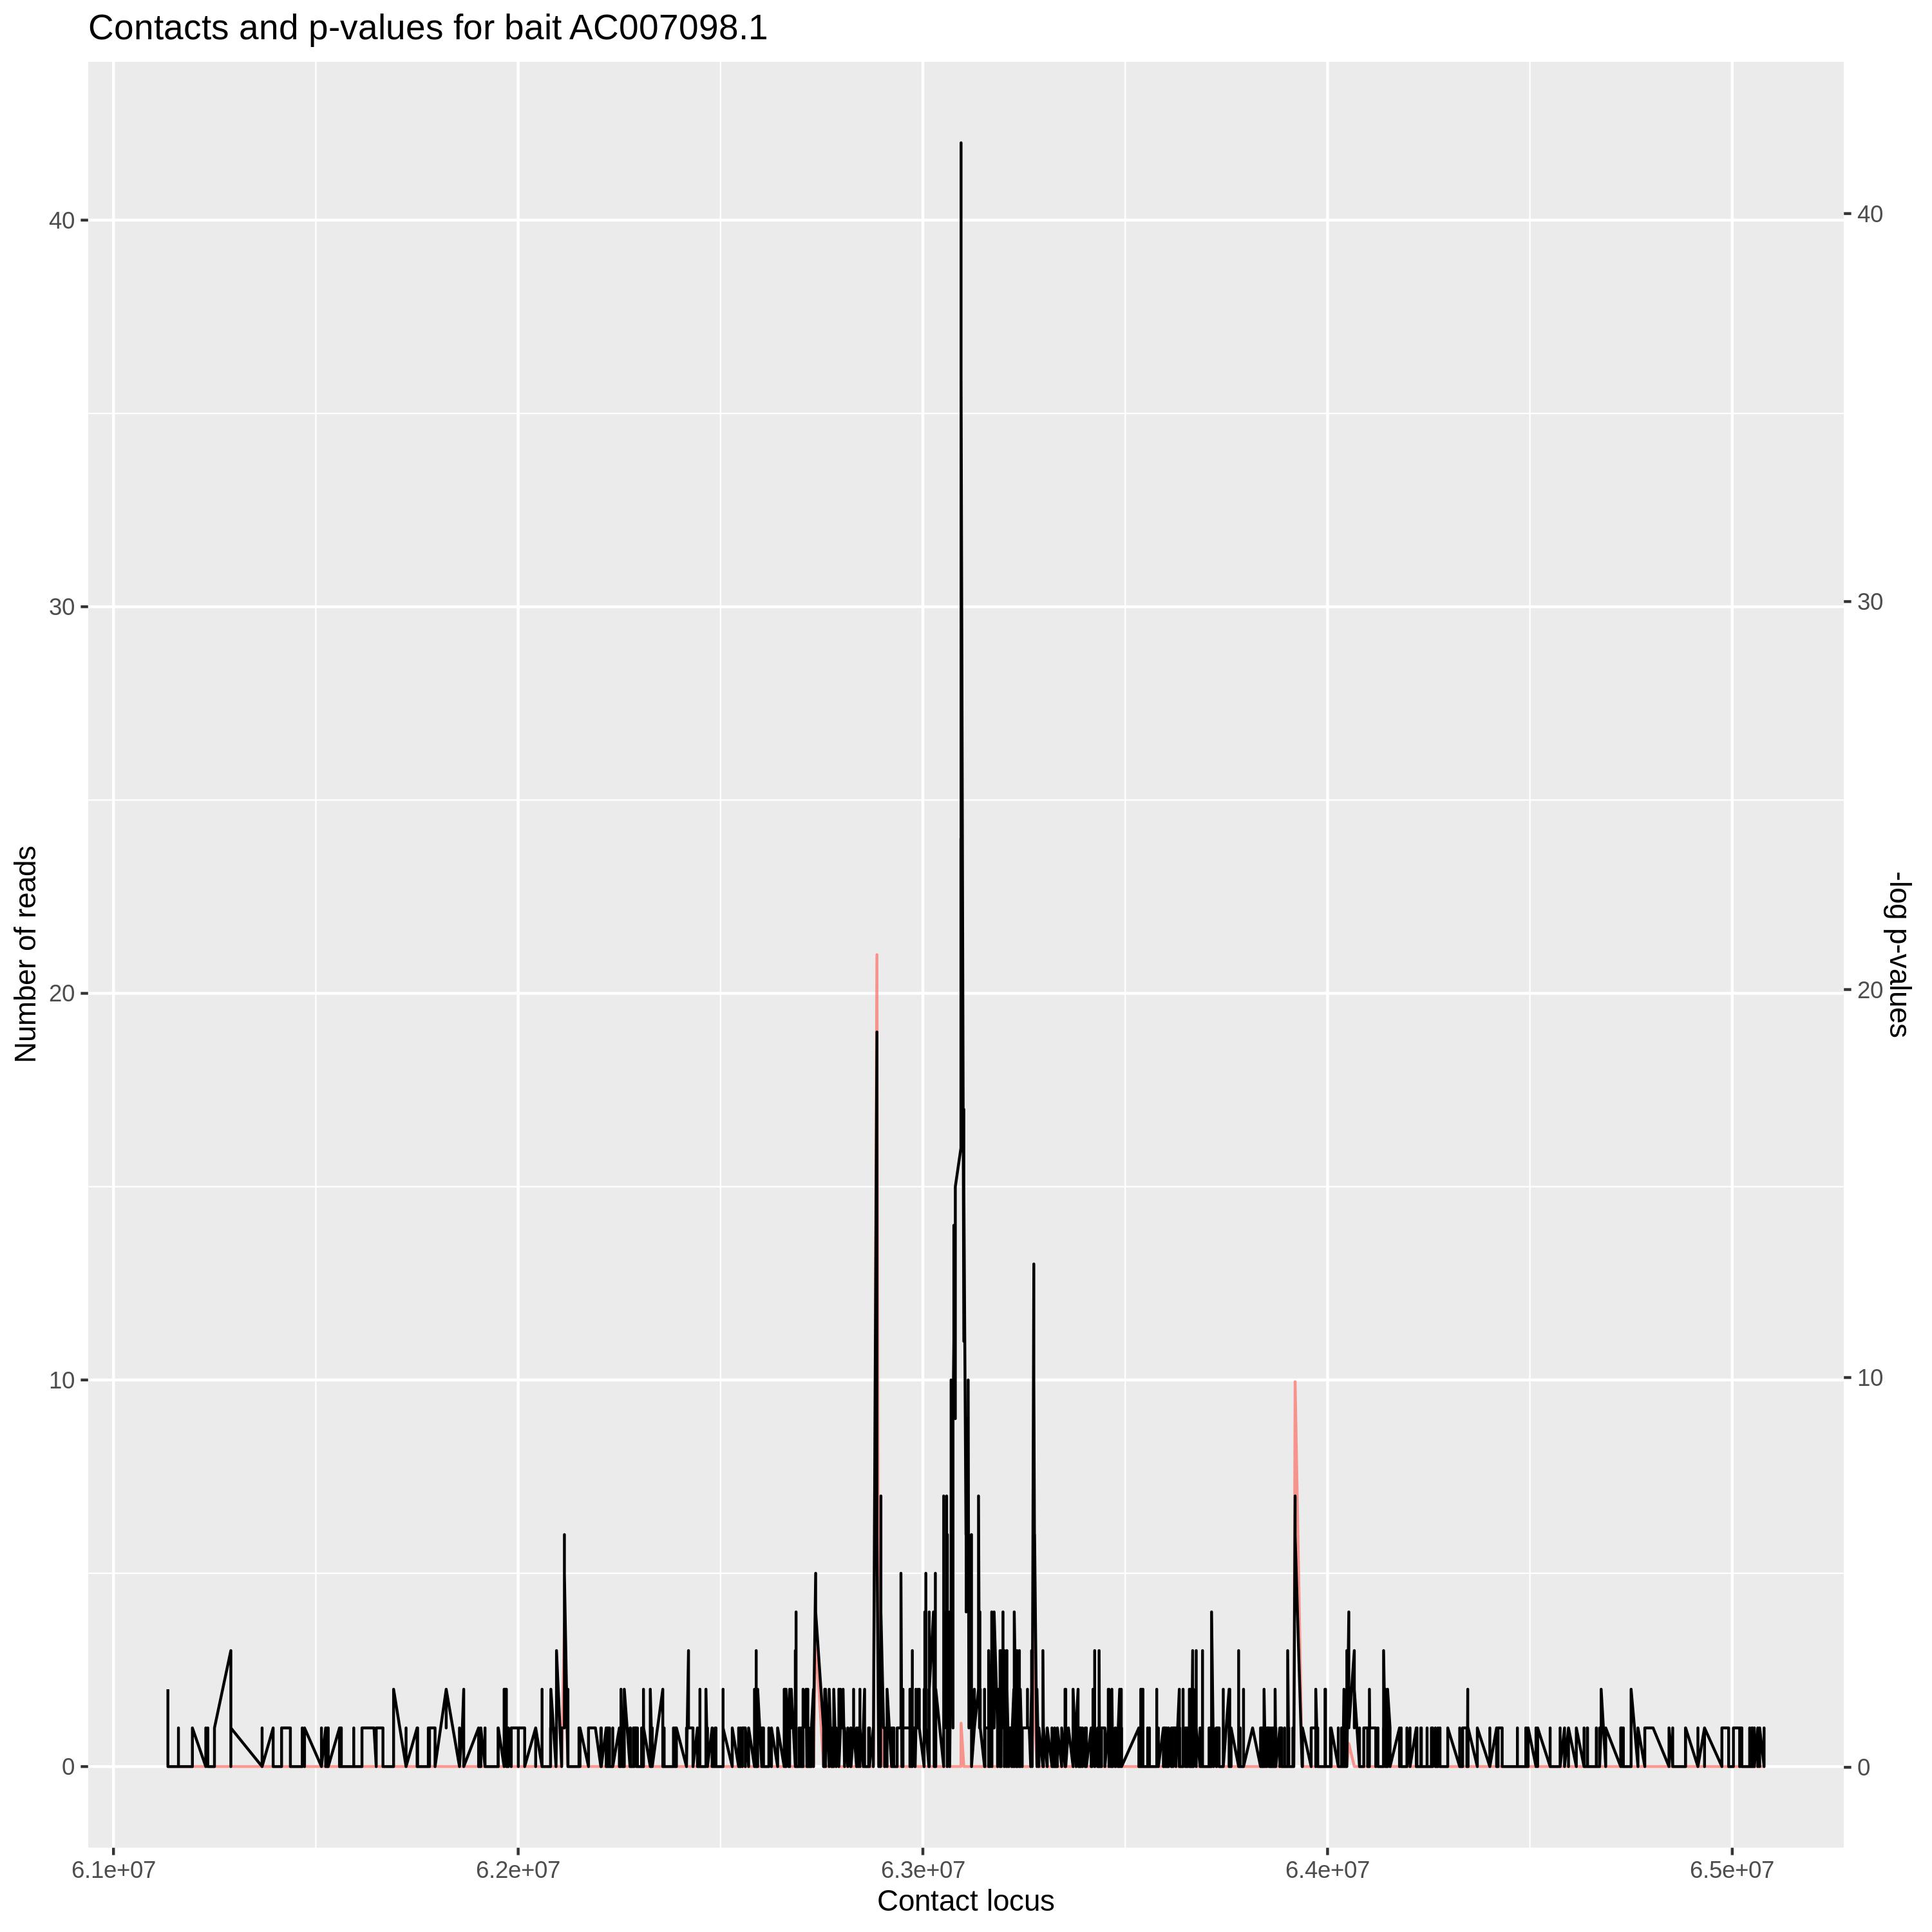 Contacts and p-values for bait AC007098.1
Number of reads
40
30
20
10
0
40
30
20
10
0
-log p-values
6.1e+07
6.2e+07
6.3e+07
6.4e+07
6.5e+07
Contact locus